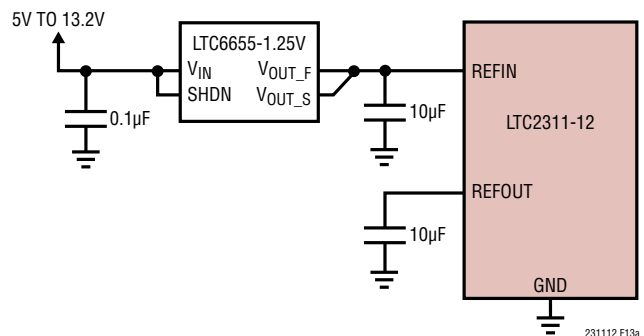 5V TO 13.2V
LTC6655-1.25V
VIN
SHDN
VOUT_F
VOUT_S
0.1µF
10µF
REFIN
LTC2311-12
REFOUT
10µF
GND
231112 F13a